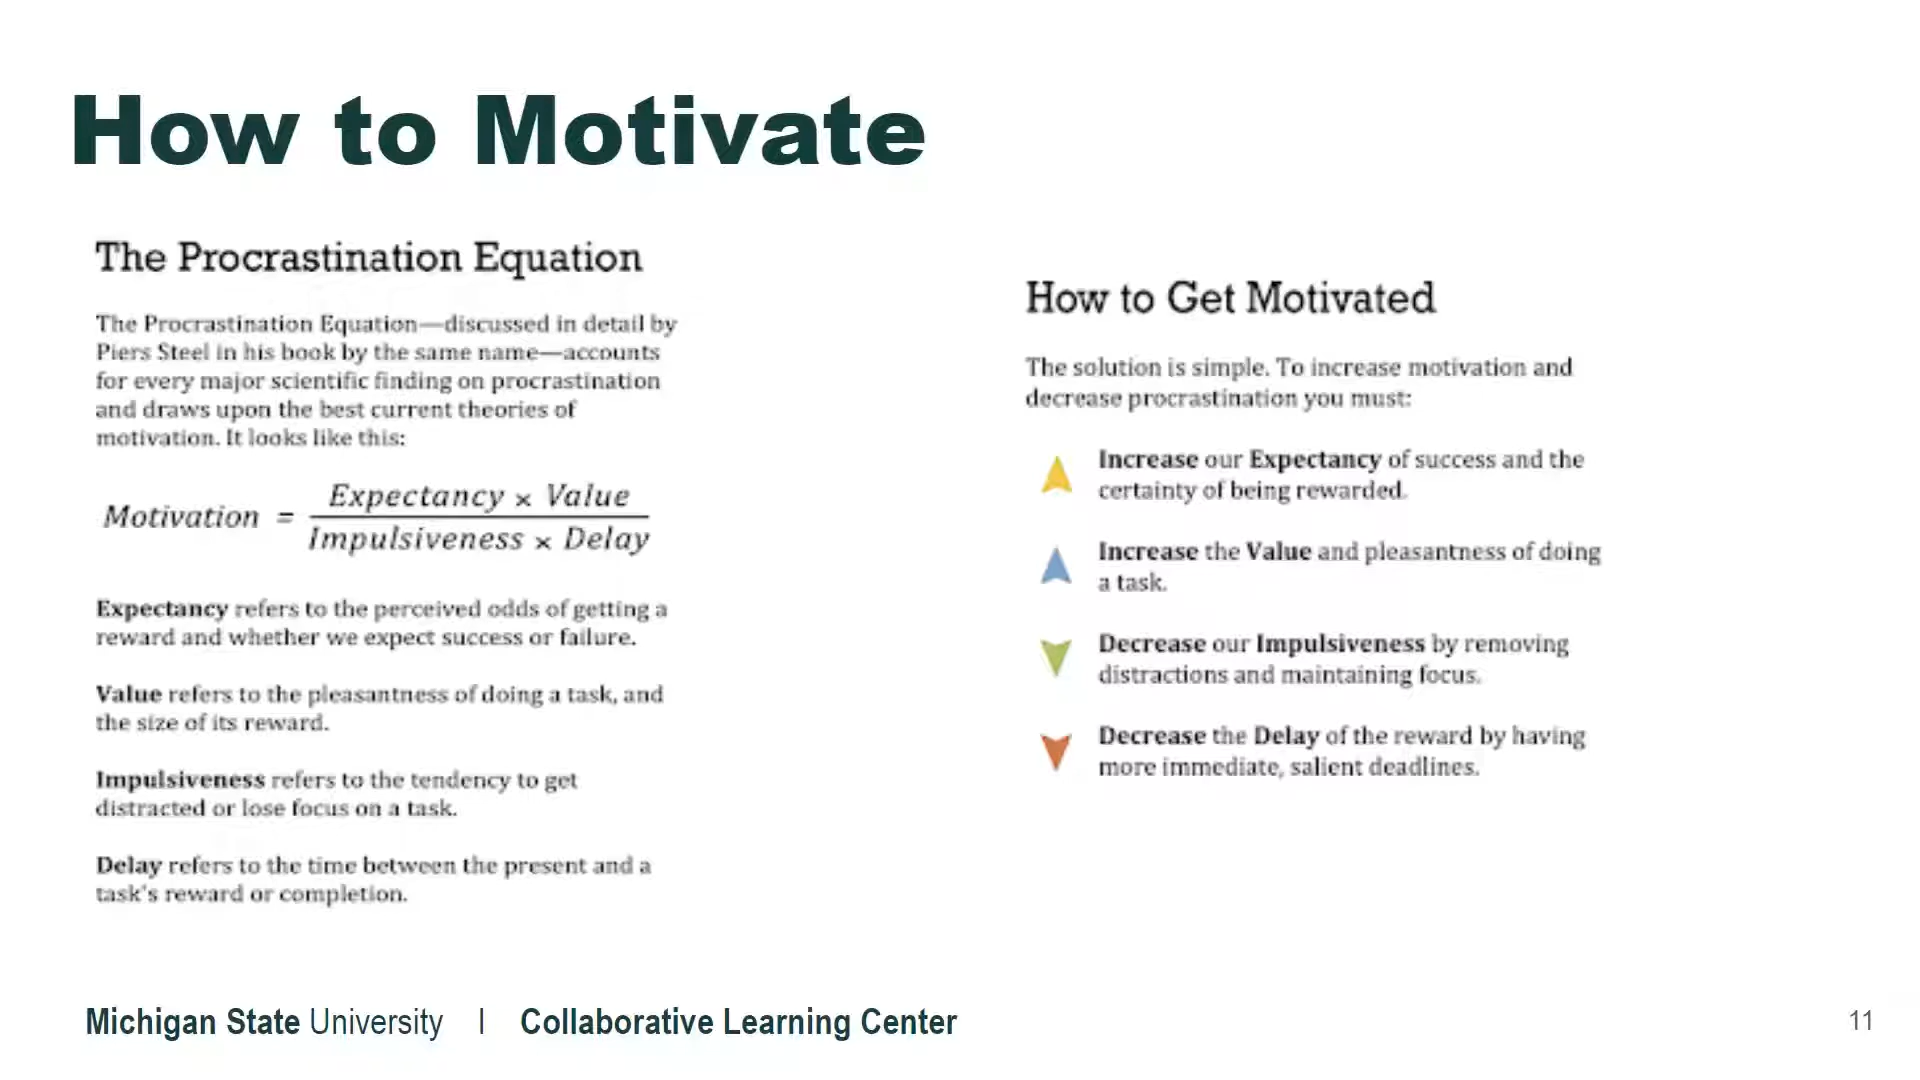 How to Motivate
The Procrastination Equation
The Procrastination Equation—discussed in detail by
Piers Steel in his book by the same name—accounts
for every major scientific finding on procrastination
and draws upon the best current theories of
motivation. It looks like this:
Motivation = Expectancy × Value
Impulsiveness × Delay
Expectancy refers to the perceived odds of getting a
reward and whether we expect success or failure.
Value refers to the pleasantness of doing a task, and
the size of its reward.
Impulsiveness refers to the tendency to get
distracted or lose focus on a task.
Delay refers to the time between the present and a
task's reward or completion.
How to Get Motivated
The solution is simple. To increase motivation and
decrease procrastination you must:
Increase our Expectancy of success and the
certainty of being rewarded.
Increase the Value and pleasantness of doing
a task.
Decrease our Impulsiveness by removing
distractions and maintaining focus.
Decrease the Delay of the reward by having
more immediate, salient deadlines.
Michigan State University | Collaborative Learning Center
11